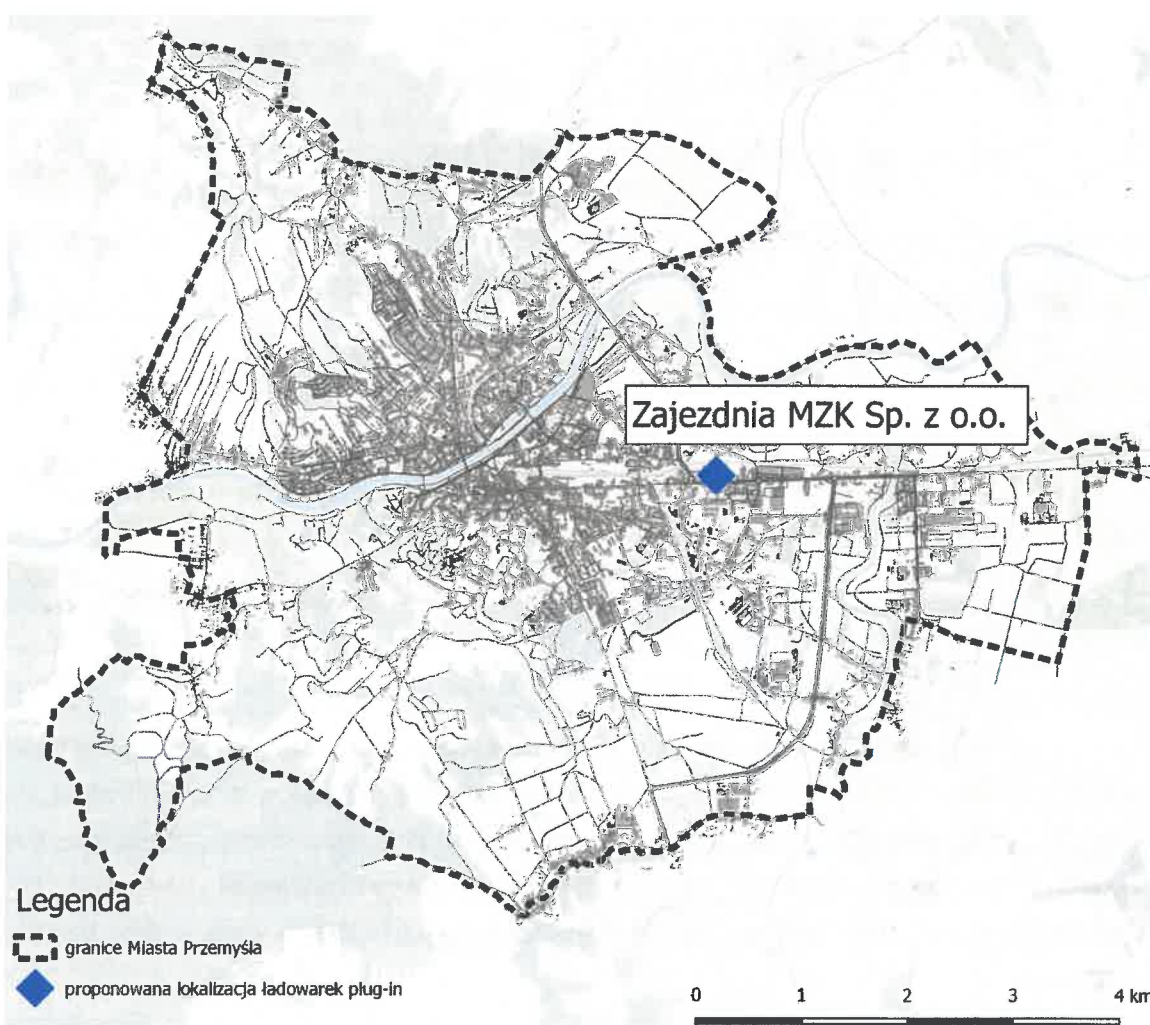 Zajezdnia MZK Sp. z o.o.
Legenda
granice Miasta Przemyśla
proponowana lokalizacja ładowarek plug-in
0 1 2 3 4 km